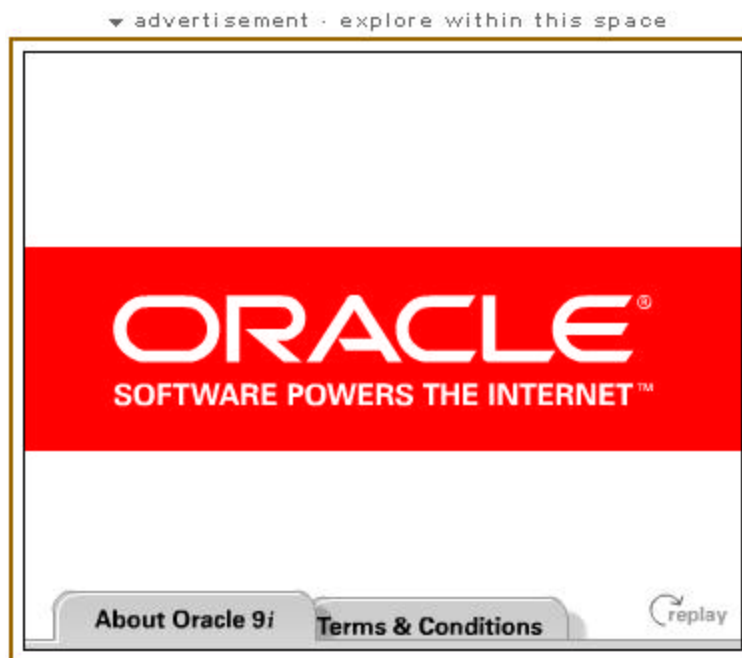 advertisement · explore within this space
ORACLE®
SOFTWARE POWERS THE INTERNET™
About Oracle 9i
Terms & Conditions
replay